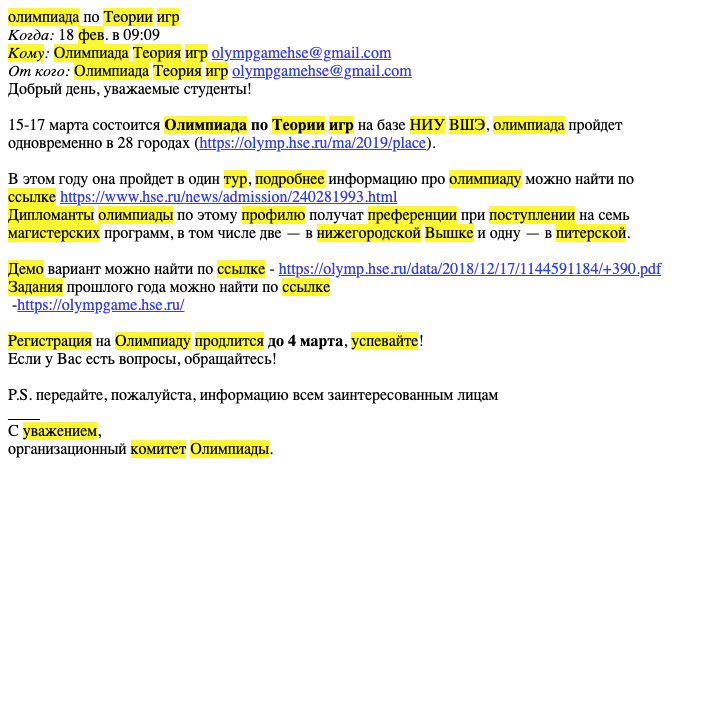 олимпиада по Теории игр
Когда: 18 фев. в 09:09
Кому: Олимпиада Теория игр olympgamehse@gmail.com
От кого: Олимпиада Теория игр olympgamehse@gmail.com
Добрый день, уважаемые студенты!
15-17 марта состоится Олимпиада по Теории игр на базе НИУ ВШЭ, олимпиада пройдет
одновременно в 28 городах (https://olymp.hse.ru/ma/2019/place).
В этом году она пройдет в один тур, подробнее информацию про олимпиаду можно найти по
ссылке https://www.hse.ru/news/admission/240281993.html
Дипломанты олимпиады по этому профилю получат преференции при поступлении на семь
магистерских программ, в том числе две — в нижегородской Вышке и одну — в питерской.
Демо вариант можно найти по ссылке - https://olymp.hse.ru/data/2018/12/17/1144591184/+390.pdf
Задания прошлого года можно найти по ссылке
-https://olympgame.hse.ru/
Регистрация на Олимпиаду продлится до 4 марта, успевайте!
Если у Вас есть вопросы, обращайтесь!
P.S. передайте, пожалуйста, информацию всем заинтересованным лицам
____
С уважением,
организационный комитет Олимпиады.